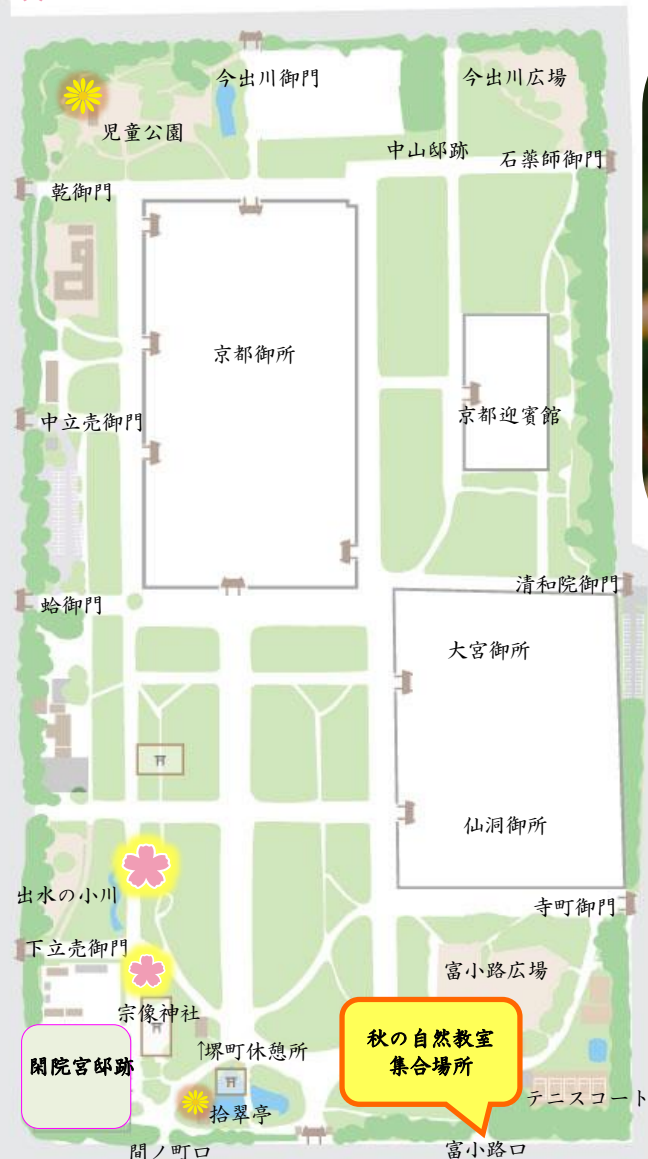 今出川御門
今出川広場
児童公園
中山邸跡
石薬師御門
乾御門
京都御所
中立売御門
京都迎賓館
清和院御門
蛤御門
大宮御所
仙洞御所
出水の小川
寺町御門
下立売御門
富小路広場
宗像神社
秋の自然教室
集合場所
↑堺町休憩所
閑院宮邸跡
テニスコート
拾翠亭
間ノ町口
富小路口